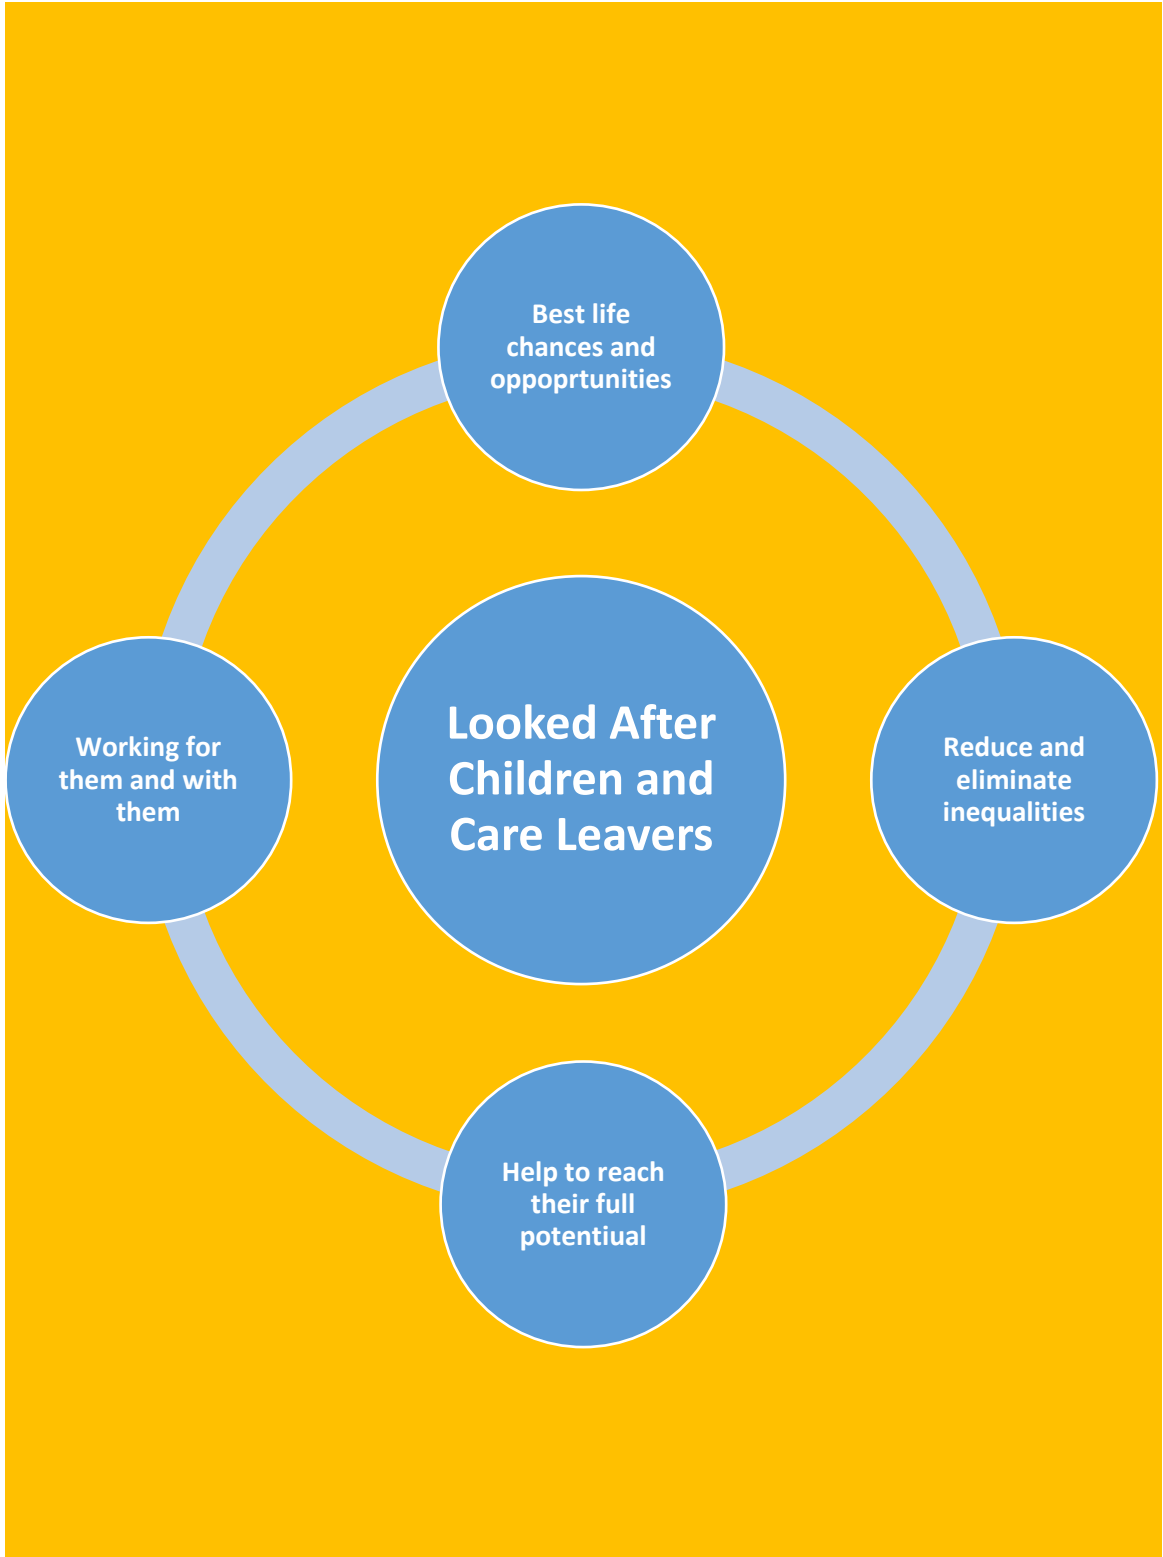 Best life
chances and
oppoprtunities
Working for
them and with
them
Looked After
Children and
Care Leavers
Reduce and
eliminate
inequalities
Help to reach
their full
potentiual